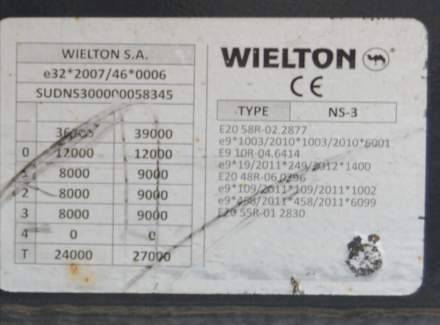 WIELTON S.A.
e32*2007/46*0006
SUDNS300000058345
36000 39000
0 12000 12000
1 8000 9000
2 8000 9000
3 8000 9000
4 0 0
T 24000 27000
WIELTON
CE
TYPE NS-3
E20 58R-02.2877
e9*1003/2010*1003/2010*6001
E9 10R-04.6414
e9*19/2011*249/2012*1400
E20 48R-06.0296
e9*109/2011*109/2011*1002
e9*458/2011*458/2011*6099
E20 55R-01 2830